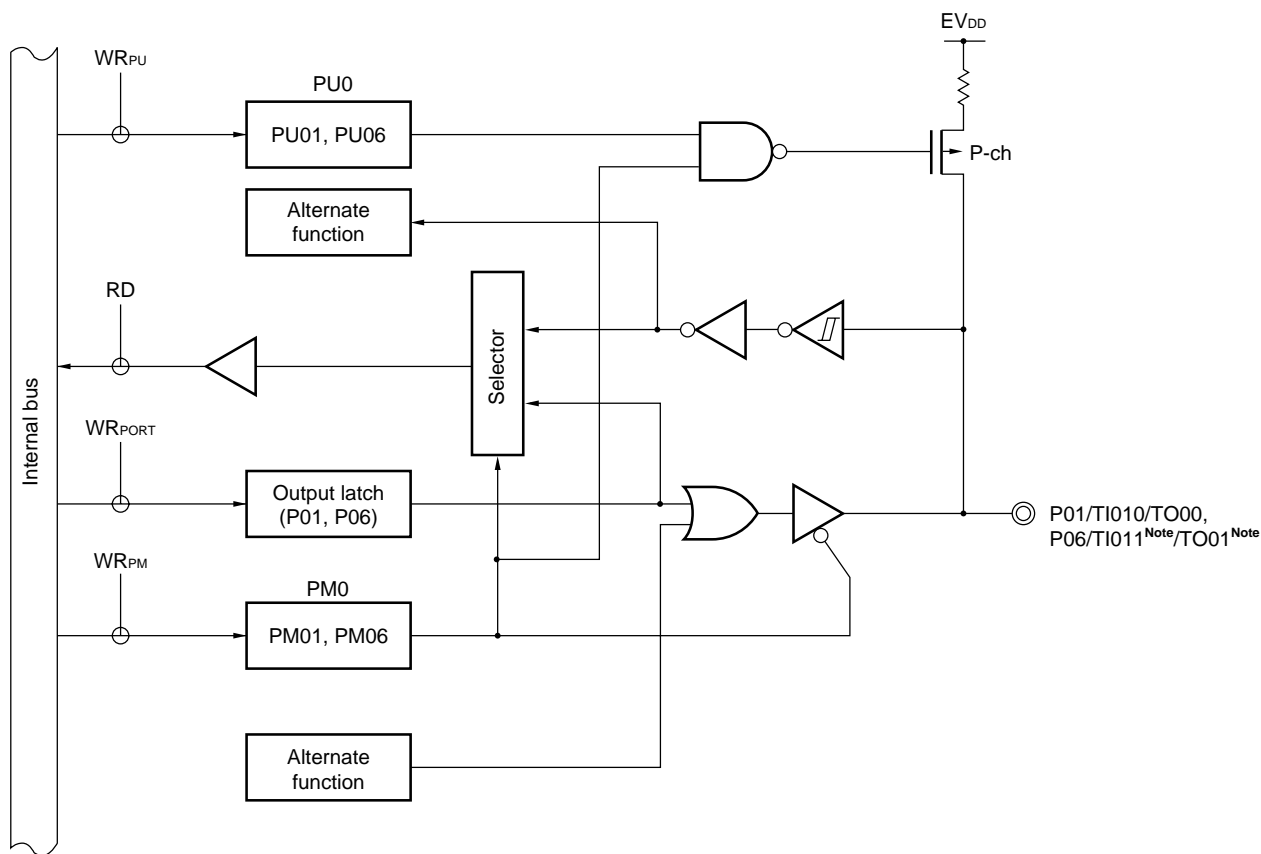 EVDD
WRPU
PU0
PU01, PU06
P-ch
Alternate
function
RD
Selector
Internal bus
WRPORT
Output latch
(P01, P06)
P01/TI010/TO00,
P06/TI011Note/TO01Note
WRPM
PM0
PM01, PM06
Alternate
function